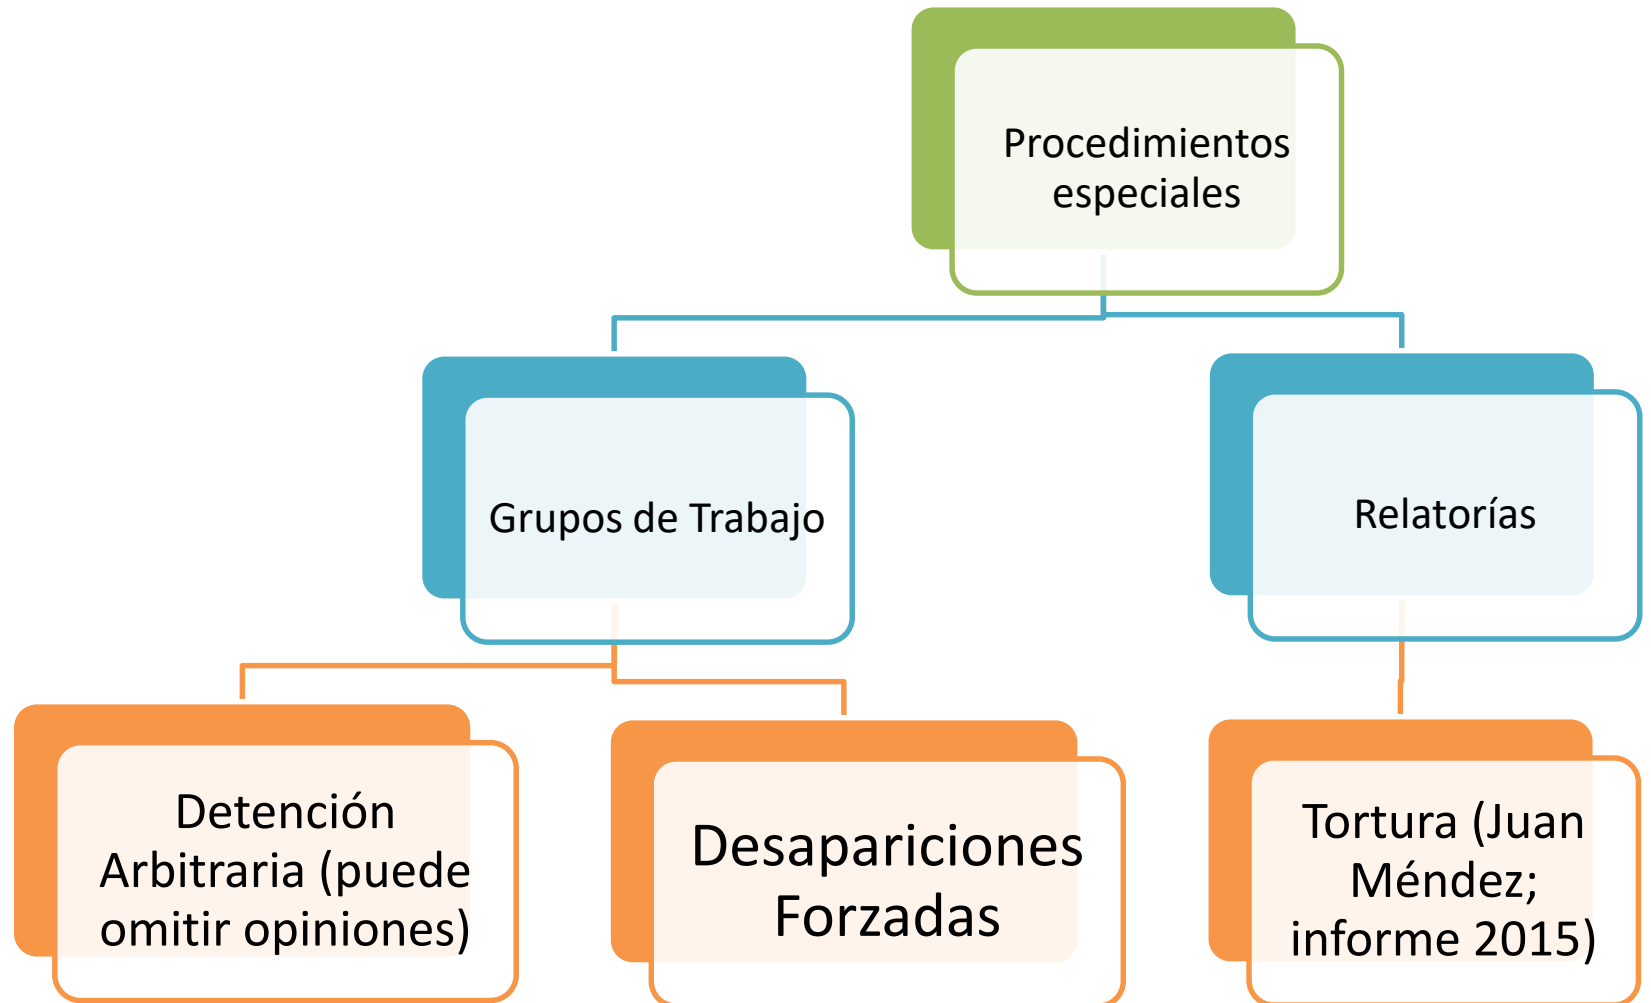 Procedimientos
especiales
Grupos de Trabajo
Relatorías
Detención
Arbitraria (puede
omitir opiniones)
Desapariciones
Forzadas
Tortura (Juan
Méndez;
informe 2015)